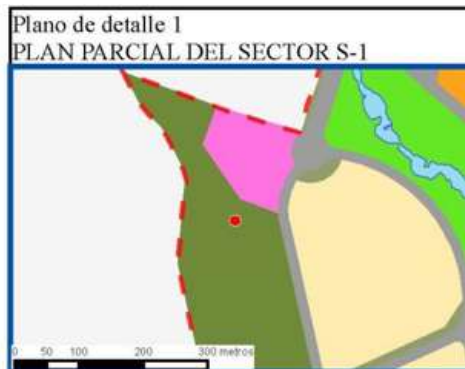 Plano de detalle 1
PLAN PARCIAL DEL SECTOR S-1
0 50 100 200 300 metros